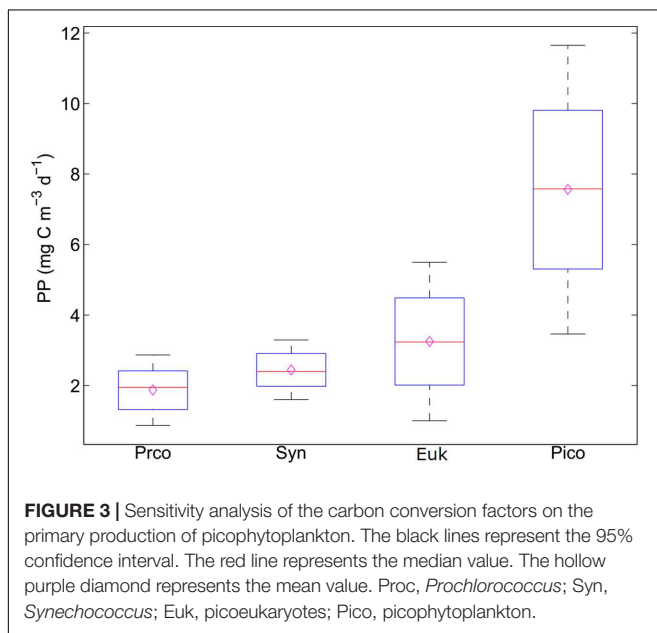 12
10
8
6
4
2
PP (mg C m⁻³ d⁻¹)
Prco Syn Euk Pico
FIGURE 3 | Sensitivity analysis of the carbon conversion factors on the
primary production of picophytoplankton. The black lines represent the 95%
confidence interval. The red line represents the median value. The hollow
purple diamond represents the mean value. Proc, Prochlorococcus; Syn,
Synechococcus; Euk, picoeukaryotes; Pico, picophytoplankton.